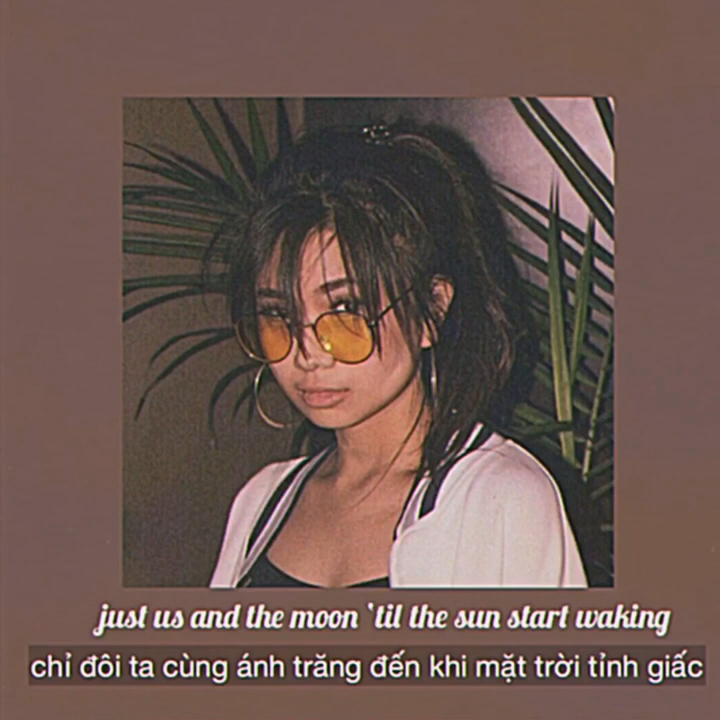 just us and the moon `til the sun start waking
chỉ đôi ta cùng ánh trăng đến khi mặt trời tỉnh giấc